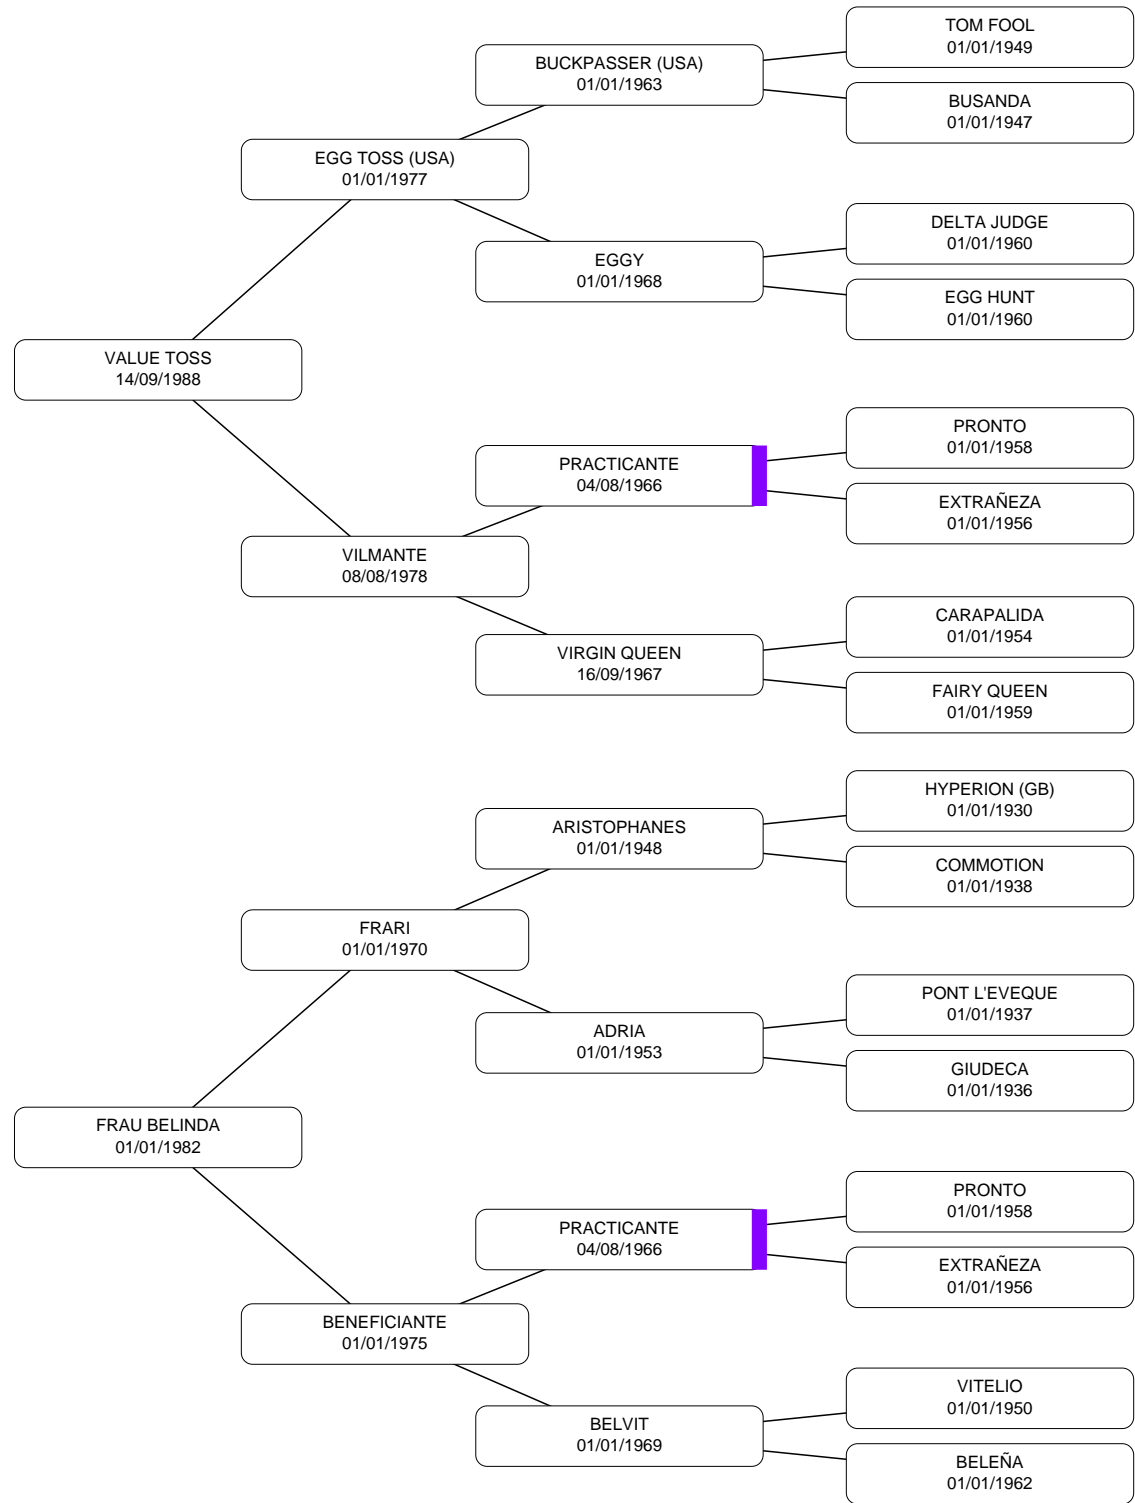 TOM FOOL
01/01/1949
BUCKPASSER (USA)
01/01/1963
BUSANDA
01/01/1947
EGG TOSS (USA)
01/01/1977
DELTA JUDGE
01/01/1960
EGGY
01/01/1968
EGG HUNT
01/01/1960
VALUE TOSS
14/09/1988
PRONTO
01/01/1958
PRACTICANTE
04/08/1966
EXTRAÑEZA
01/01/1956
VILMANTE
08/08/1978
CARAPALIDA
01/01/1954
VIRGIN QUEEN
16/09/1967
FAIRY QUEEN
01/01/1959
HYPERION (GB)
01/01/1930
ARISTOPHANES
01/01/1948
COMMOTION
01/01/1938
FRARI
01/01/1970
PONT L'EVEQUE
01/01/1937
ADRIA
01/01/1953
GIUDECA
01/01/1936
FRAU BELINDA
01/01/1982
PRONTO
01/01/1958
PRACTICANTE
04/08/1966
EXTRAÑEZA
01/01/1956
BENEFICIANTE
01/01/1975
VITELIO
01/01/1950
BELVIT
01/01/1969
BELEÑA
01/01/1962